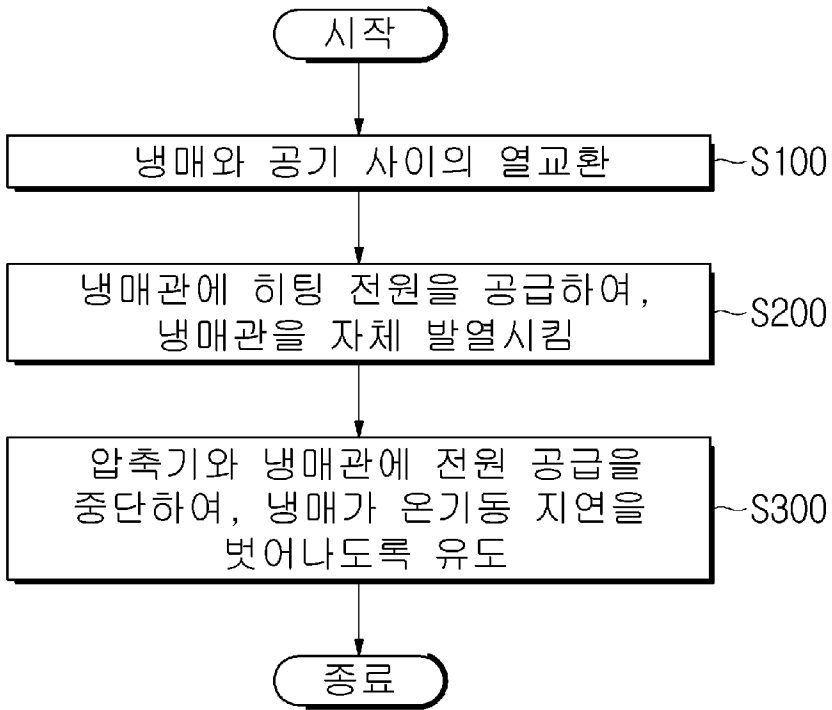 시작
냉매와 공기 사이의 열교환
S100
냉매관에 히팅 전원을 공급하여,
냉매관을 자체 발열시킴
S200
압축기와 냉매관에 전원 공급을
중단하여, 냉매가 온기동 지연을
벗어나도록 유도
S300
종료